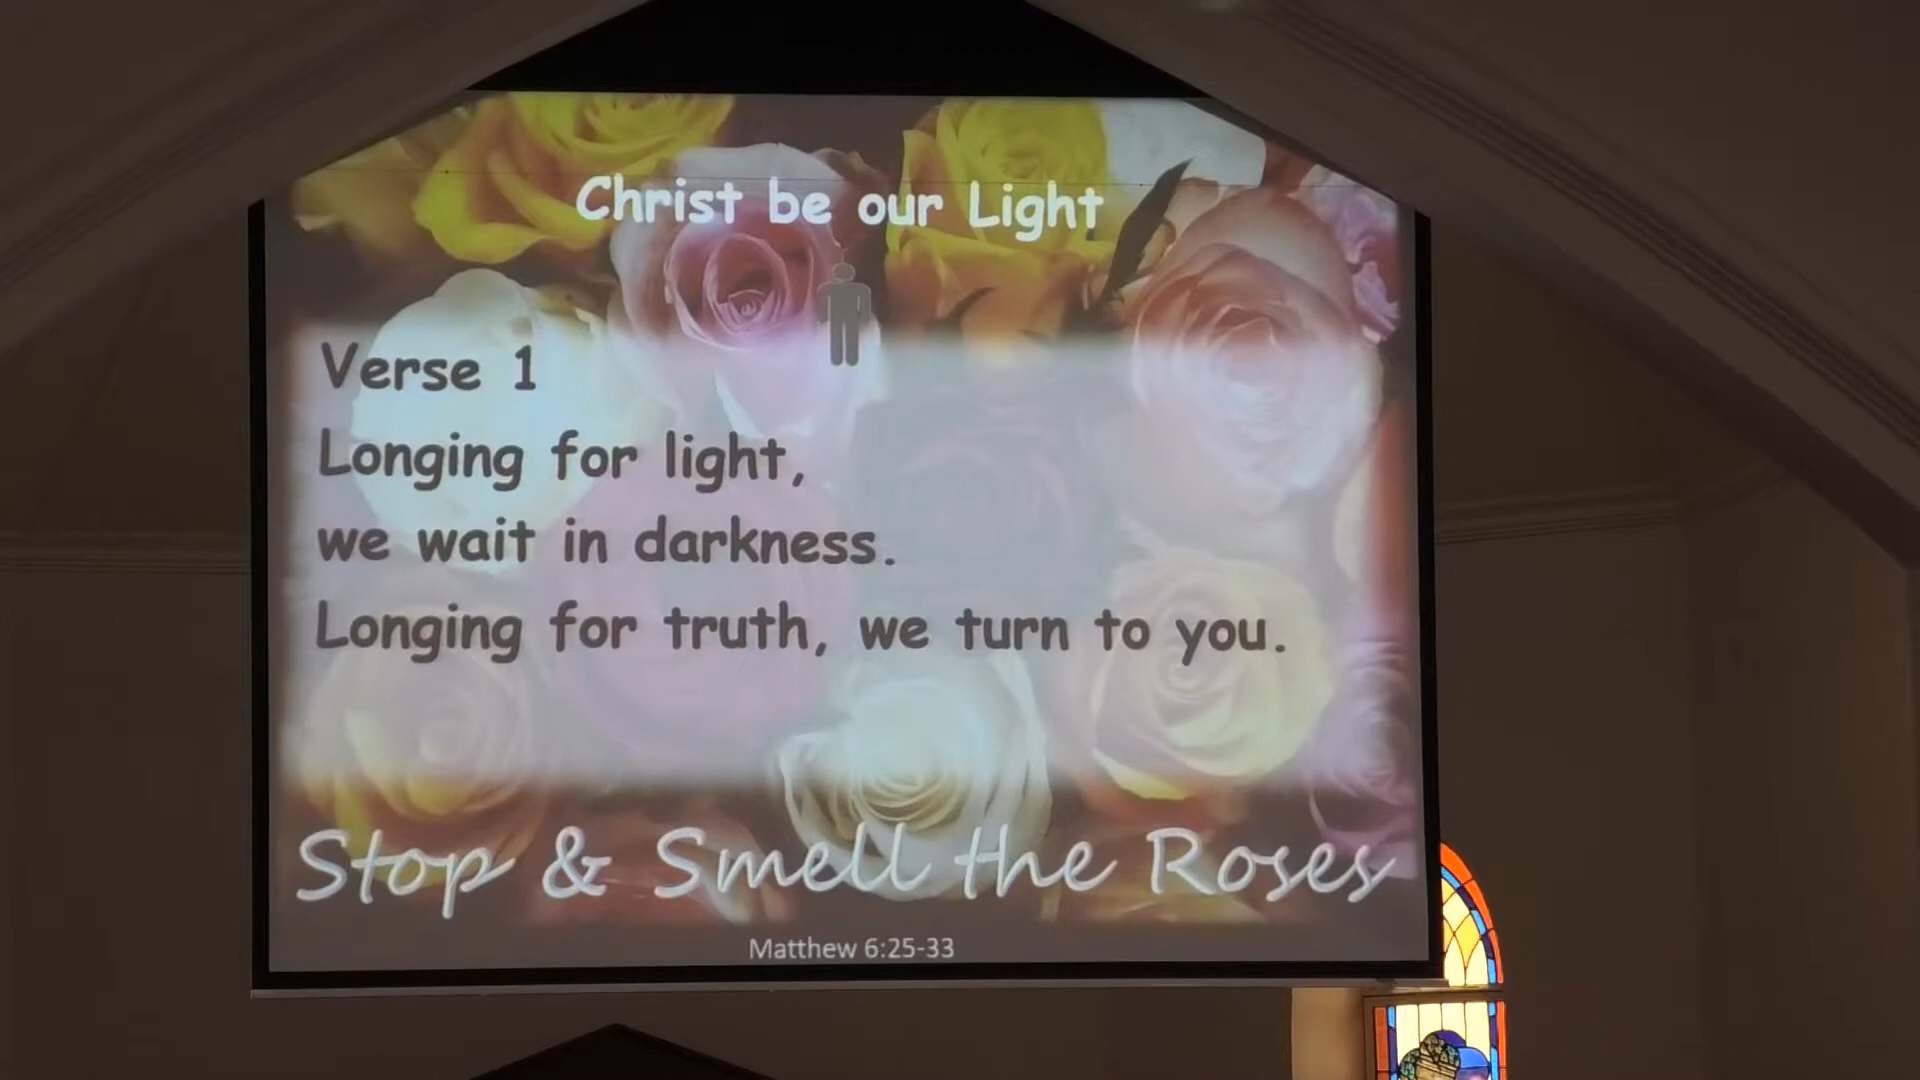 Christ be our Light
Verse 1
Longing for light,
we wait in darkness.
Longing for truth, we turn to you.
Stop & Smell the Roses
Matthew 6:25-33